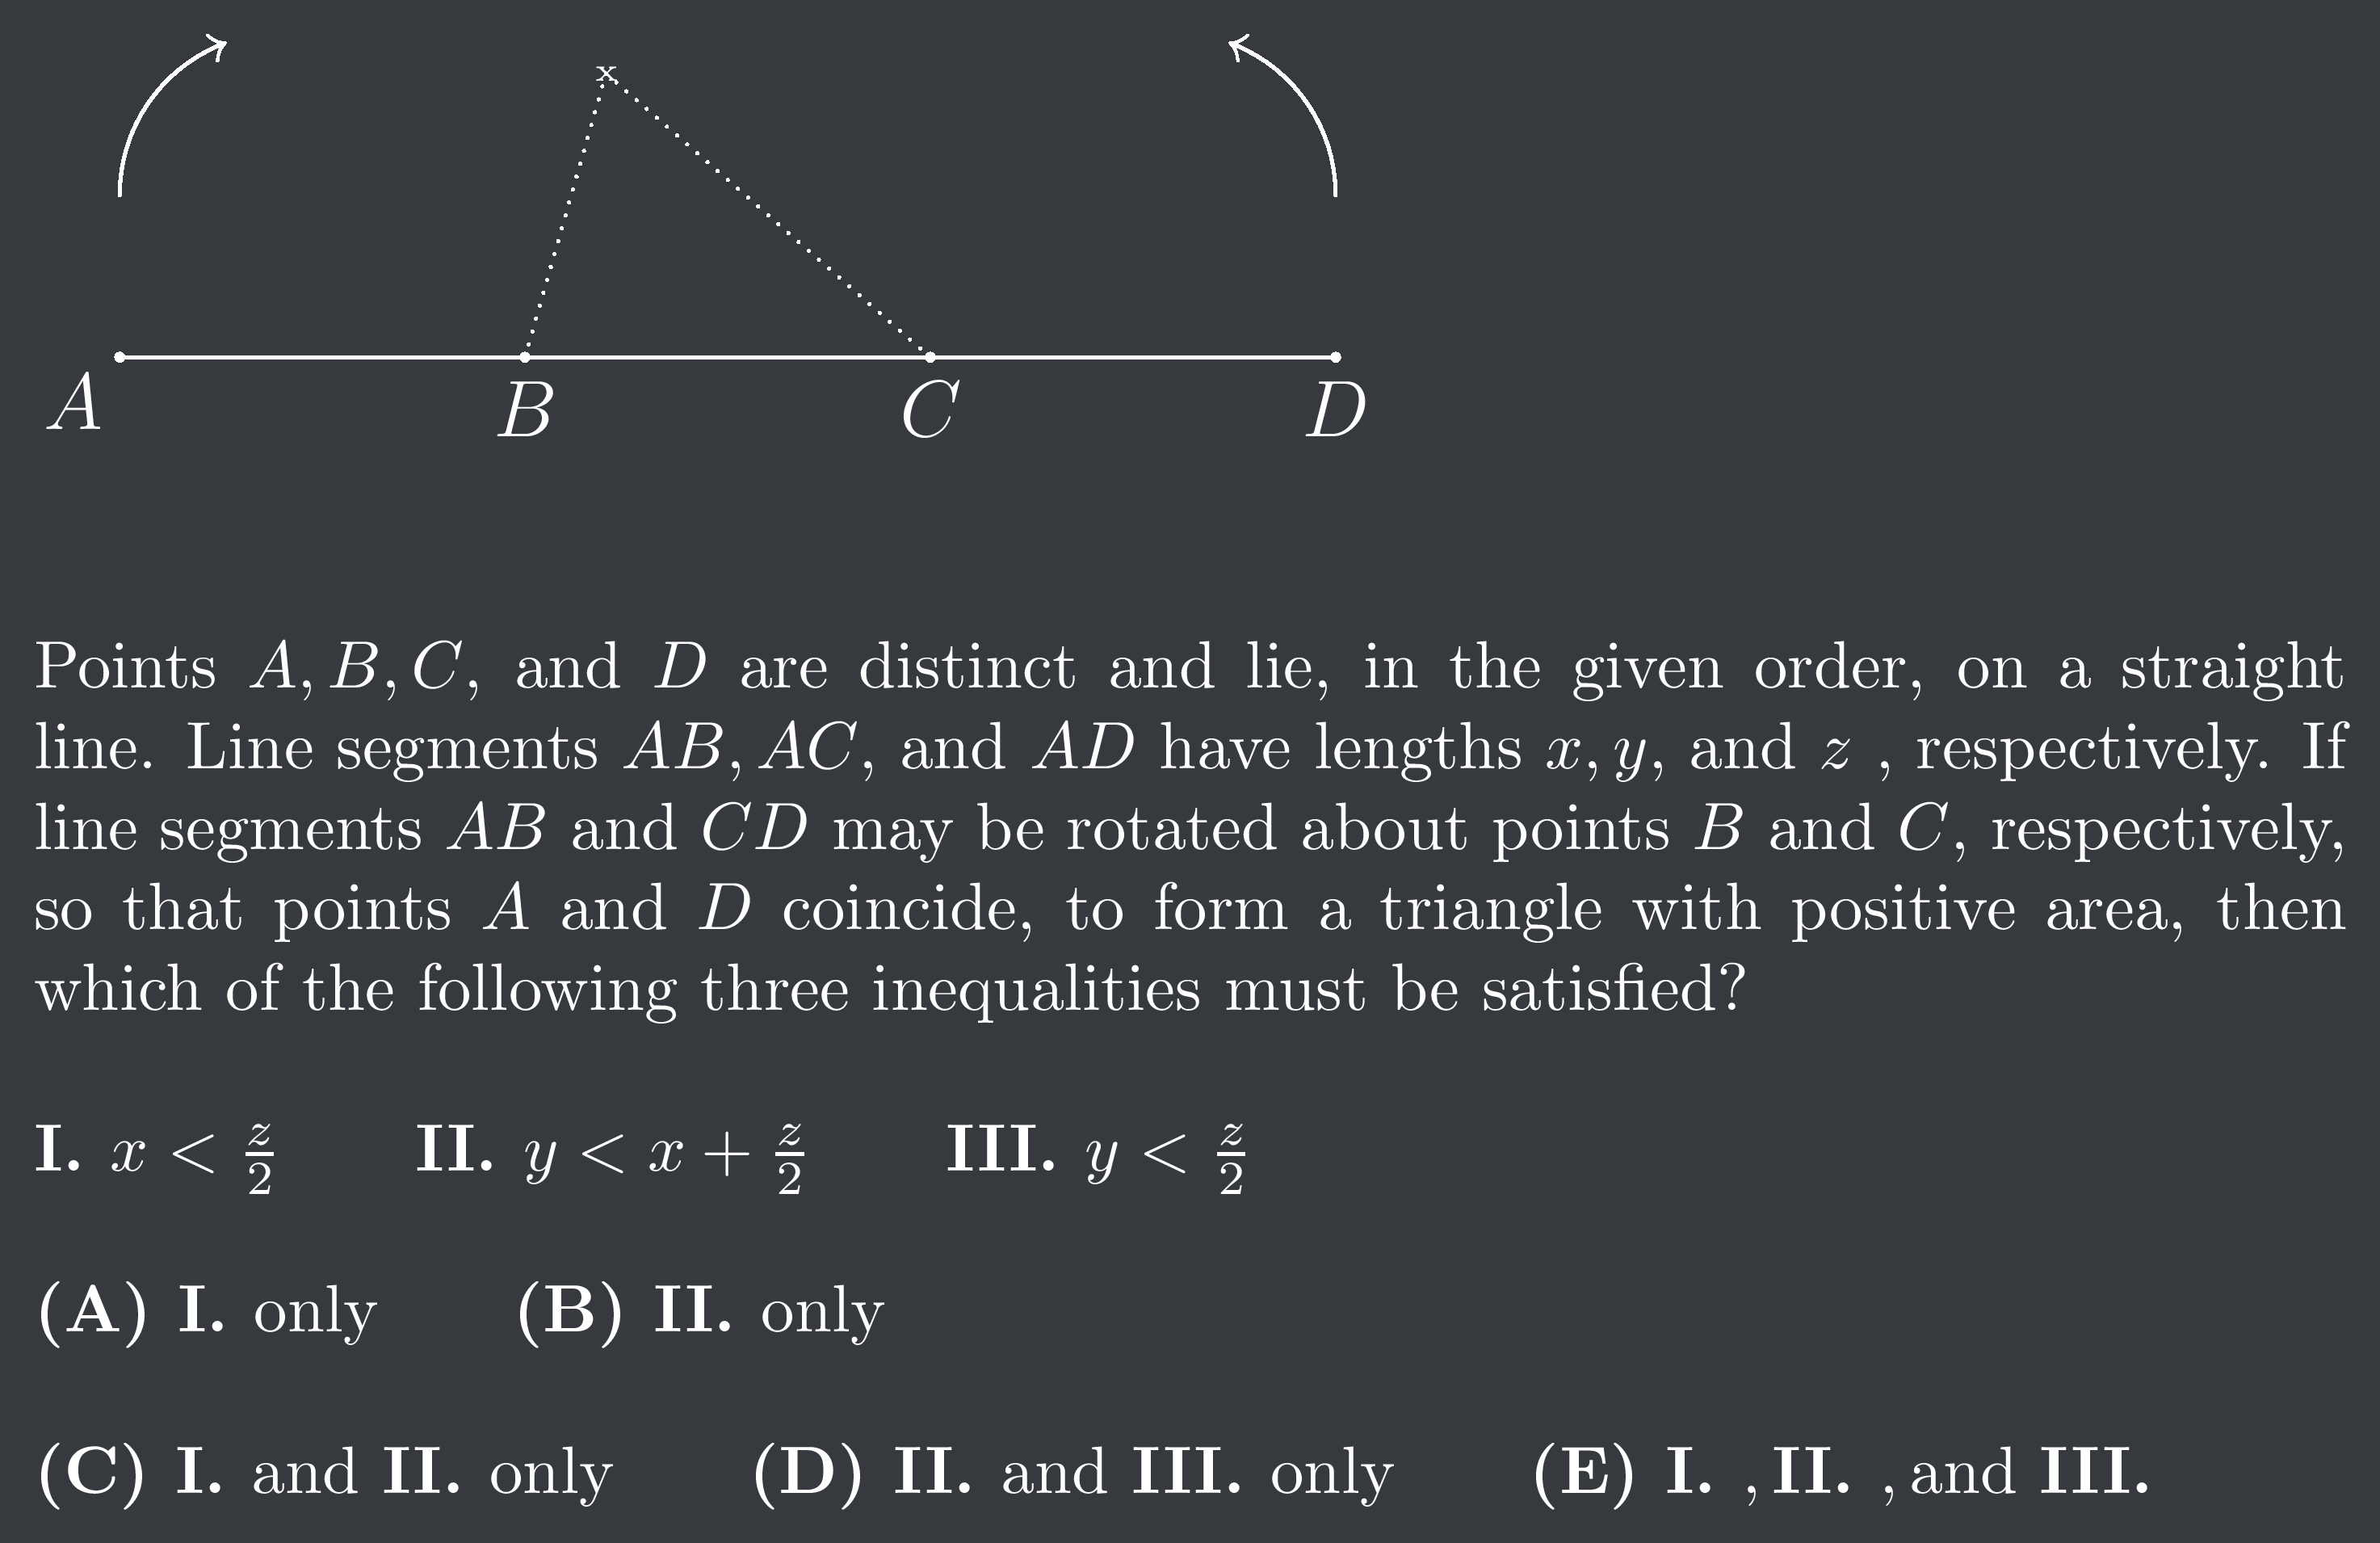 x
A B C D
Points A, B, C, and D are distinct and lie, in the given order, on a straight
line. Line segments AB, AC, and AD have lengths x, y, and z , respectively. If
line segments AB and CD may be rotated about points B and C, respectively,
so that points A and D coincide, to form a triangle with positive area, then
which of the following three inequalities must be satisfied?
I. x < z/2 II. y < x + z/2 III. y < z/2
(A) I. only (B) II. only
(C) I. and II. only (D) II. and III. only (E) I. , II. , and III.